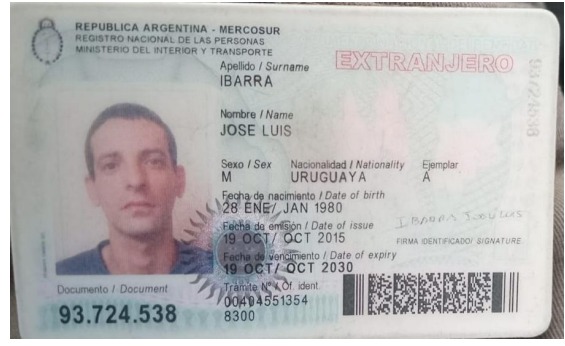 REPUBLICA ARGENTINA - MERCOSUR
REGISTRO NACIONAL DE LAS PERSONAS
MINISTERIO DEL INTERIOR Y TRANSPORTE
EXTRANJERO
Apellido / Surname
IBARRA
Nombre / Name
JOSE LUIS
Sexo / Sex Nacionalidad / Nationality Ejemplar
M URUGUAYA A
Fecha de nacimiento / Date of birth
28 ENE/ JAN 1980
Fecha de emisión / Date of issue
19 OCT/ OCT 2015
IBARRA JOSE LUIS
FIRMA IDENTIFICADO/ SIGNATURE
Fecha de vencimiento / Date of expiry
19 OCT/ OCT 2030
Documento / Document
93.724.538
Trámite Nº / Of. ident.
00404551354
8300